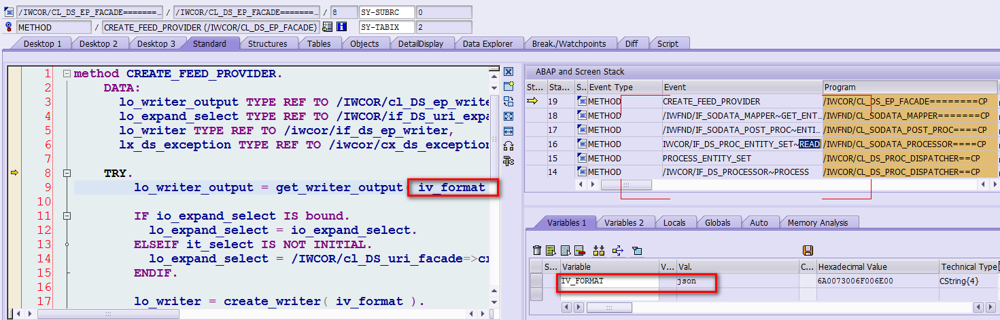 /IWCOR/CL_DS_EP_FACADE=======... / /IWCOR/CL_DS_EP_FACADE=======... / 8 SY-SUBRC 0
METHOD / CREATE_FEED_PROVIDER (/IWCOR/CL_DS_EP_FACADE) SY-TABIX 2
Desktop 1 Desktop 2 Desktop 3 Standard Structures Tables Objects DetailDisplay Data Explorer Break./Watchpoints Diff Script
1 method CREATE_FEED_PROVIDER.
2 DATA:
3 lo_writer_output TYPE REF TO /IWCOR/cl_DS_ep_write
4 lo_expand_select TYPE REF TO /IWCOR/if_DS_uri_expa
5 lo_writer TYPE REF TO /iwcor/if_ds_ep_writer,
6 lx_ds_exception TYPE REF TO /iwcor/cx_ds_exception
7
8 TRY.
9 lo_writer_output = get_writer_output( iv_format
10
11 IF io_expand_select IS bound.
12 lo_expand_select = io_expand_select.
13 ELSEIF it_select IS NOT INITIAL.
14 lo_expand_select = /IWCOR/cl_DS_uri_facade=>cr
15 ENDIF.
16
17 lo_writer = create_writer( iv_format ).
ABAP and Screen Stack
St... Sta... S.. Event Type Event Program
19 METHOD CREATE_FEED_PROVIDER /IWCOR/CL_DS_EP_FACADE========CP
18 METHOD /IWFND/IF_SODATA_MAPPER~GET_ENT... /IWFND/CL_SODATA_MAPPER=======CP
17 METHOD /IWFND/IF_SODATA_POST_PROC~ENTI... /IWFND/CL_SODATA_POST_PROC====CP
16 METHOD IWCOR/IF_DS_PROC_ENTITY_SET~READ /IWFND/CL_SODATA_PROCESSOR====CP
15 METHOD PROCESS_ENTITY_SET /IWCOR/CL_DS_PROC_DISPATCHER==CP
14 METHOD /IWCOR/IF_DS_PROCESSOR~PROCESS /IWCOR/CL_DS_PROC_DISPATCHER==CP
Variables 1 Variables 2 Locals Globals Auto Memory Analysis
S... Variable V... Val. C... Hexadecimal Value Technical Type
IV_FORMAT json 6A0073006F006E00 CString{4}